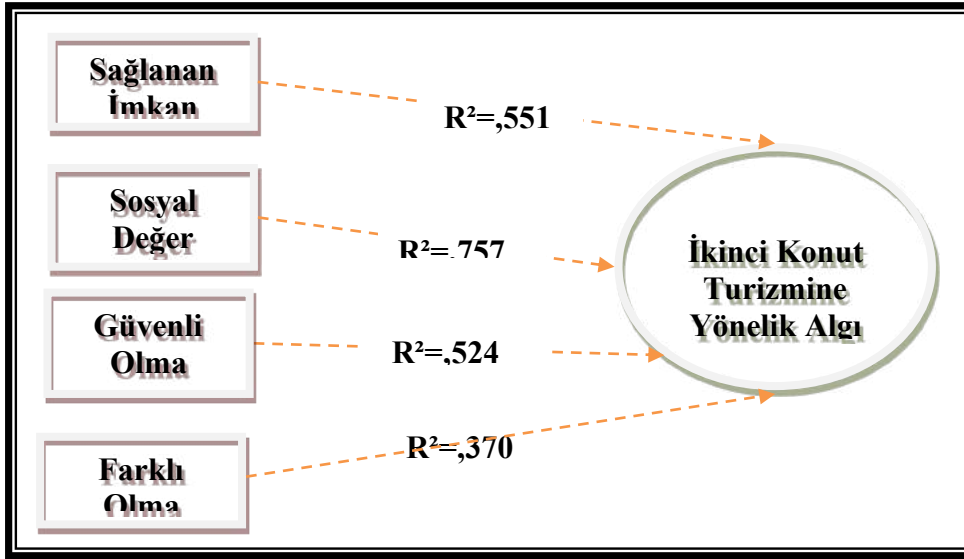 Sağlanan
İmkan
R²=,551
Sosyal
Değer
R²=,757
İkinci Konut
Turizmine
Yönelik Algı
Güvenli
Olma
R²=,524
Farklı
Olma
R²=,370